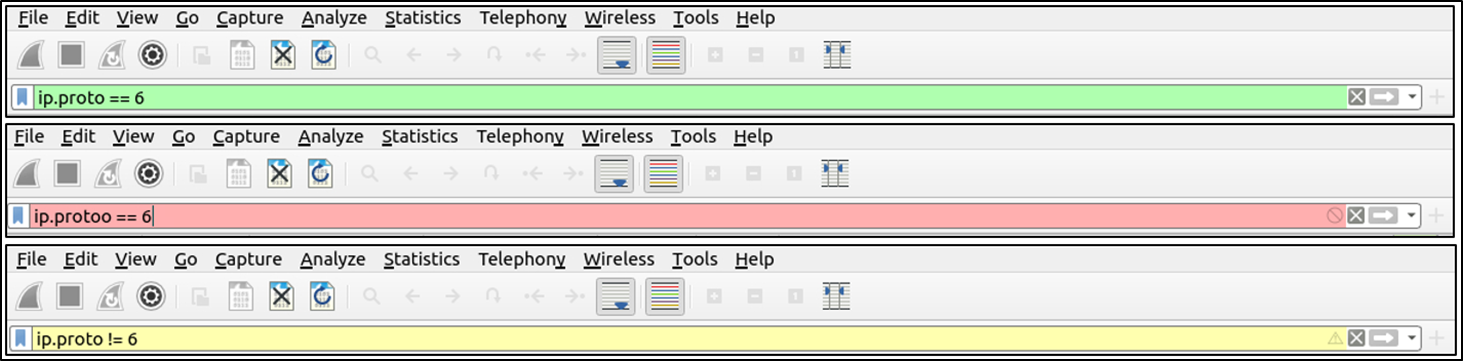 File Edit View Go Capture Analyze Statistics Telephony Wireless Tools Help
ip.proto == 6
File Edit View Go Capture Analyze Statistics Telephony Wireless Tools Help
ip.protoo == 6
File Edit View Go Capture Analyze Statistics Telephony Wireless Tools Help
ip.proto != 6